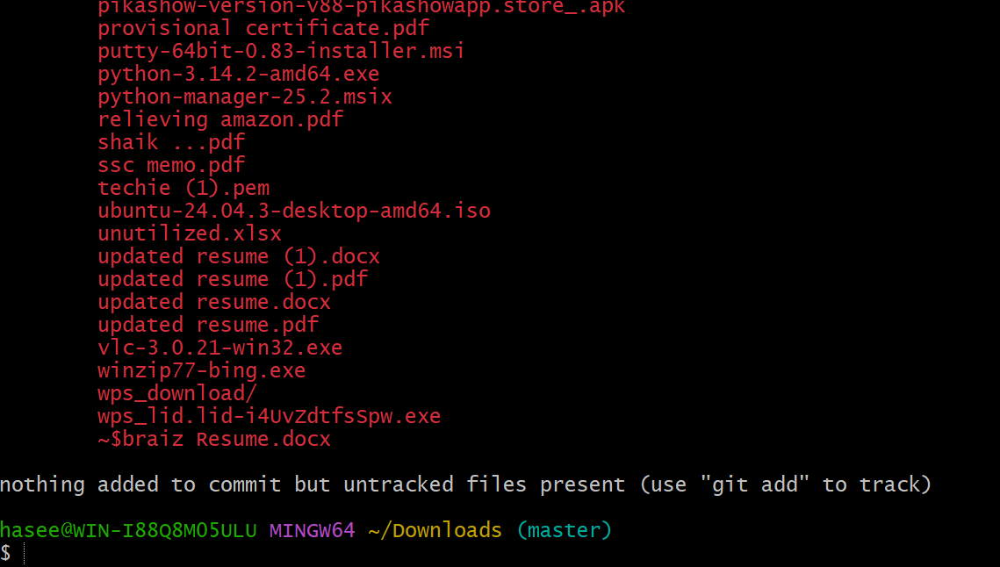 pikashow-version-v88-pikashowapp.store_.apk
provisional certificate.pdf
putty-64bit-0.83-installer.msi
python-3.14.2-amd64.exe
python-manager-25.2.msix
relieving amazon.pdf
shaik ...pdf
ssc memo.pdf
techie (1).pem
ubuntu-24.04.3-desktop-amd64.iso
unutilized.xlsx
updated resume (1).docx
updated resume (1).pdf
updated resume.docx
updated resume.pdf
vlc-3.0.21-win32.exe
winzip77-bing.exe
wps_download/
wps_lid.lid-i4UvZdtfsSpw.exe
~$braiz Resume.docx
nothing added to commit but untracked files present (use "git add" to track)
hasee@WIN-I88Q8MO5ULU MINGW64 ~/Downloads (master)
$